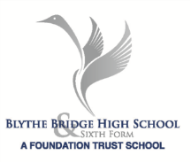 BLYTHE BRIDGE HIGH SCHOOL
& SIXTH FORM
A FOUNDATION TRUST SCHOOL